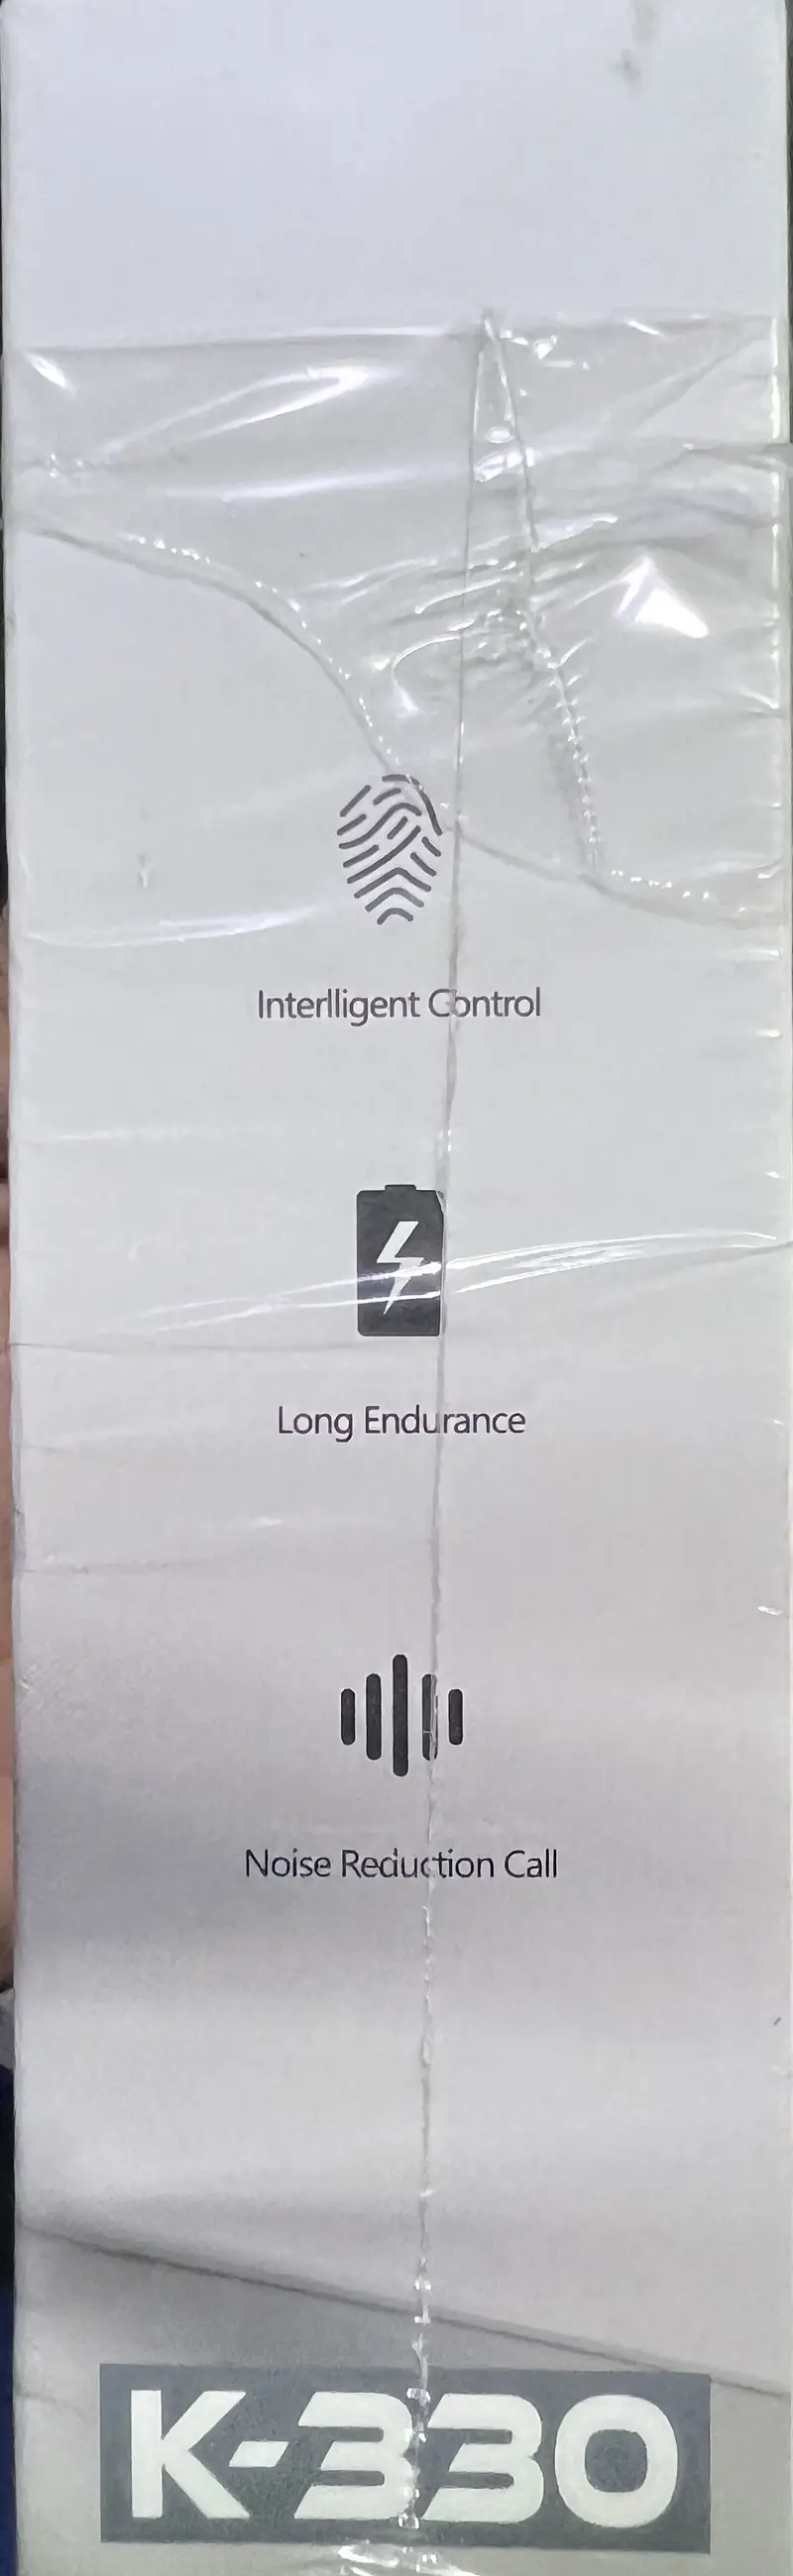 Interlligent Control
Long Endurance
Noise Reduction Call
K-330